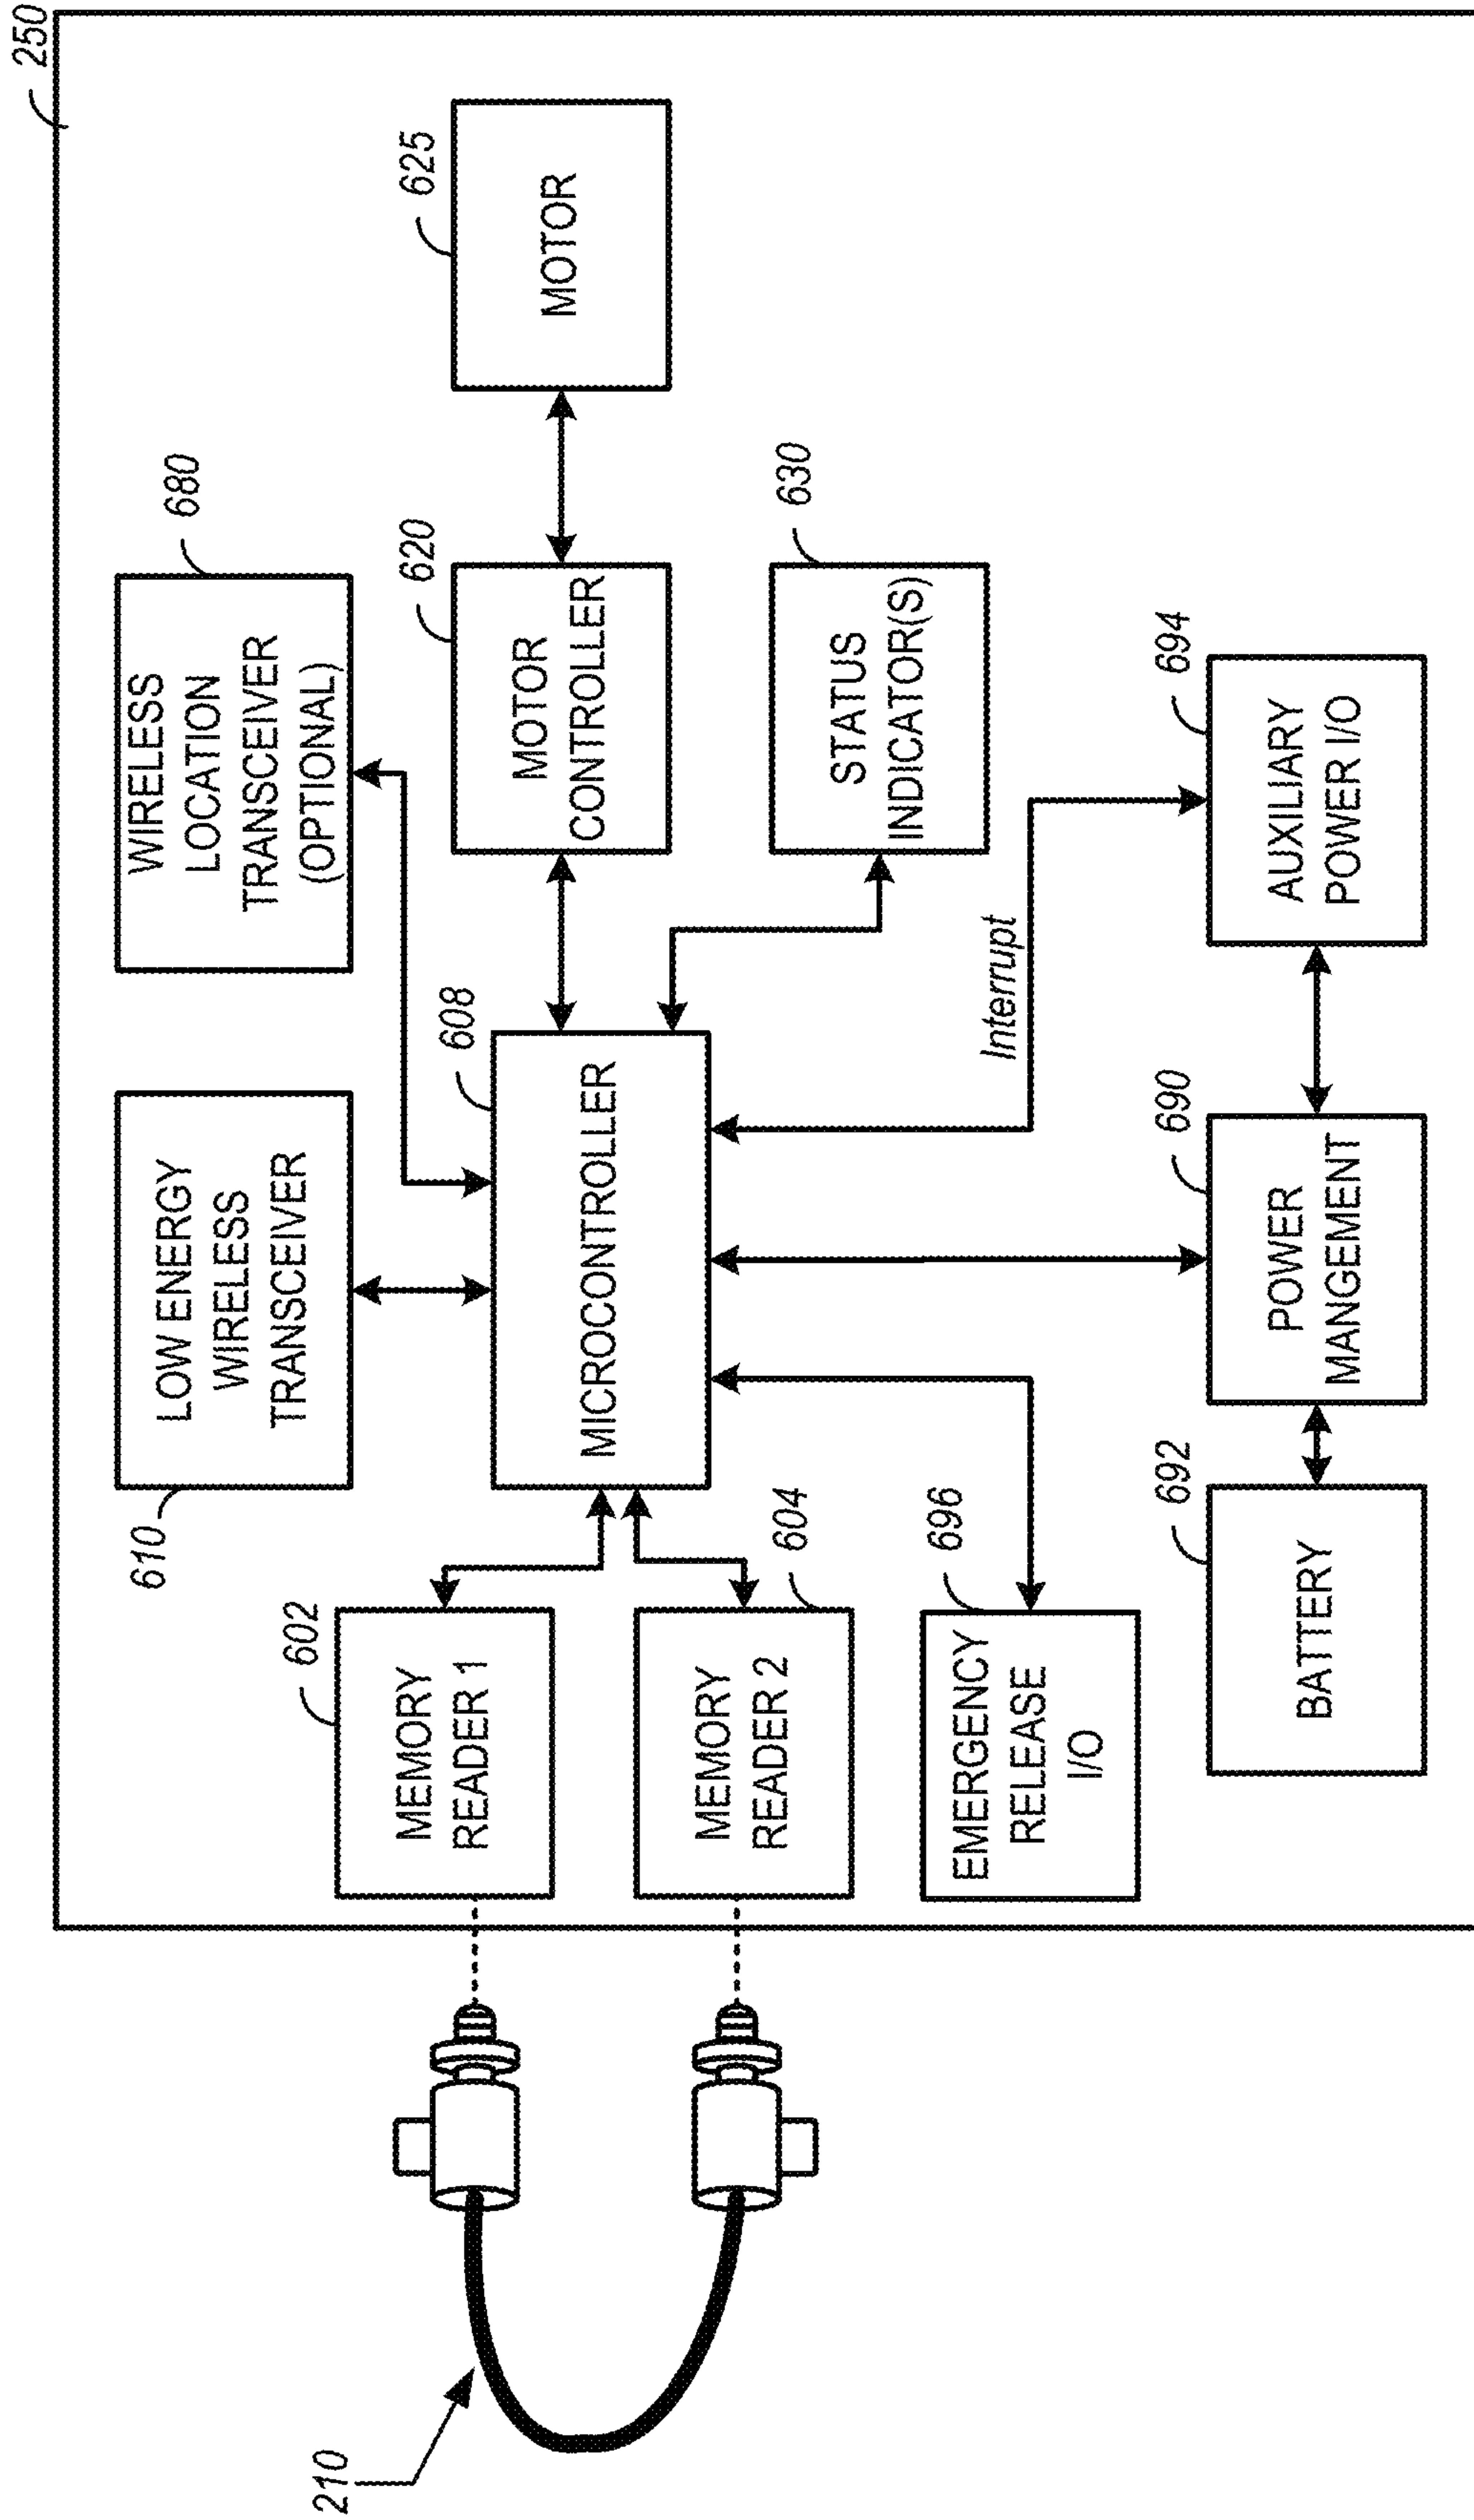 250
610
LOW ENERGY
WIRELESS
TRANSCEIVER
WIRELESS
LOCATION
TRANSCEIVER
(OPTIONAL)
680
602
MEMORY
READER 1
608
MICROCONTROLLER
620
MOTOR
CONTROLLER
625
MOTOR
210
604
MEMORY
READER 2
630
STATUS
INDICATOR(S)
696
EMERGENCY
RELEASE
I/O
Interrupt
692
BATTERY
690
POWER
MANGEMENT
694
AUXILIARY
POWER I/O